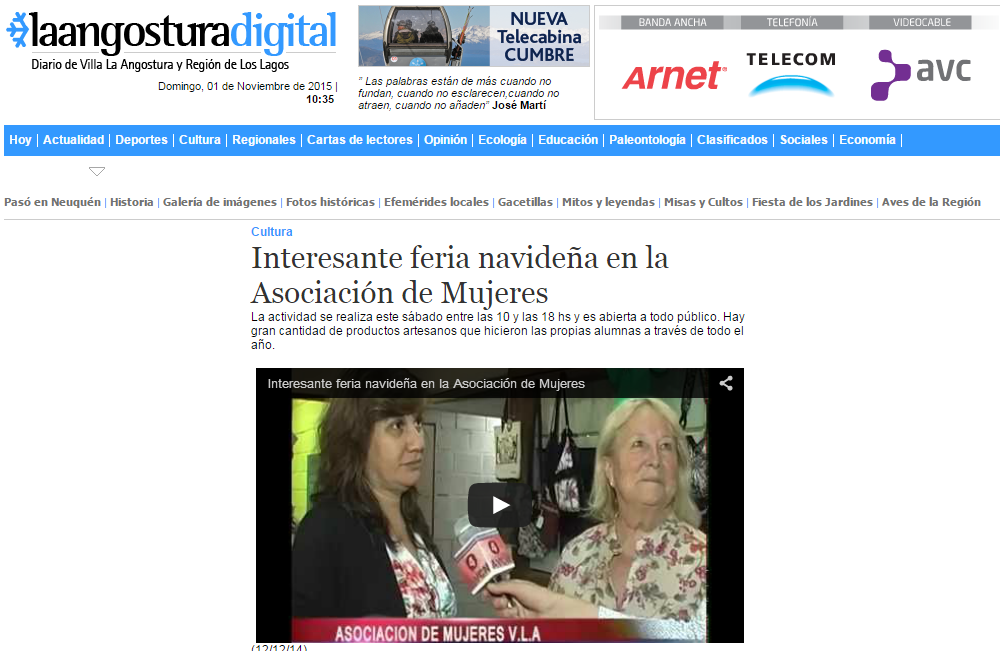 laangosturadigital
Diario de Villa La Angostura y Región de Los Lagos
Domingo, 01 de Noviembre de 2015 |
10:35
NUEVA
Telecabina
CUMBRE
" Las palabras están de más cuando no
fundan, cuando no esclarecen,cuando no
atraen, cuando no añaden" José Martí
BANDA ANCHA TELEFONÍA VIDEOCABLE
Arnet TELECOM avc
Hoy | Actualidad | Deportes | Cultura | Regionales | Cartas de lectores | Opinión | Ecología | Educación | Paleontología | Clasificados | Sociales | Economía |
Pasó en Neuquén | Historia | Galería de imágenes | Fotos históricas | Efemérides locales | Gacetillas | Mitos y leyendas | Misas y Cultos | Fiesta de los Jardines | Aves de la Región
Cultura
Interesante feria navideña en la
Asociación de Mujeres
La actividad se realiza este sábado entre las 10 y las 18 hs y es abierta a todo público. Hay
gran cantidad de productos artesanos que hicieron las propias alumnas a través de todo el
año.
Interesante feria navideña en la Asociación de Mujeres
ASOCIACION DE MUJERES V.L.A
(12/12/14)